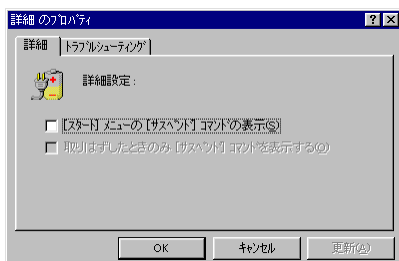 詳細 のﾌﾟﾛﾊﾟﾃｨ
詳細 ﾄﾗﾌﾞﾙｼｭｰﾃｨﾝｸﾞ
詳細設定 :
[ｽﾀｰﾄ] ﾒﾆｭｰの [ｻｽﾍﾟﾝﾄﾞ] ｺﾏﾝﾄﾞの表示(S)
取りはずしたときのみ [ｻｽﾍﾟﾝﾄﾞ] ｺﾏﾝﾄﾞを表示する(O)
OK ｷｬﾝｾﾙ 更新(A)